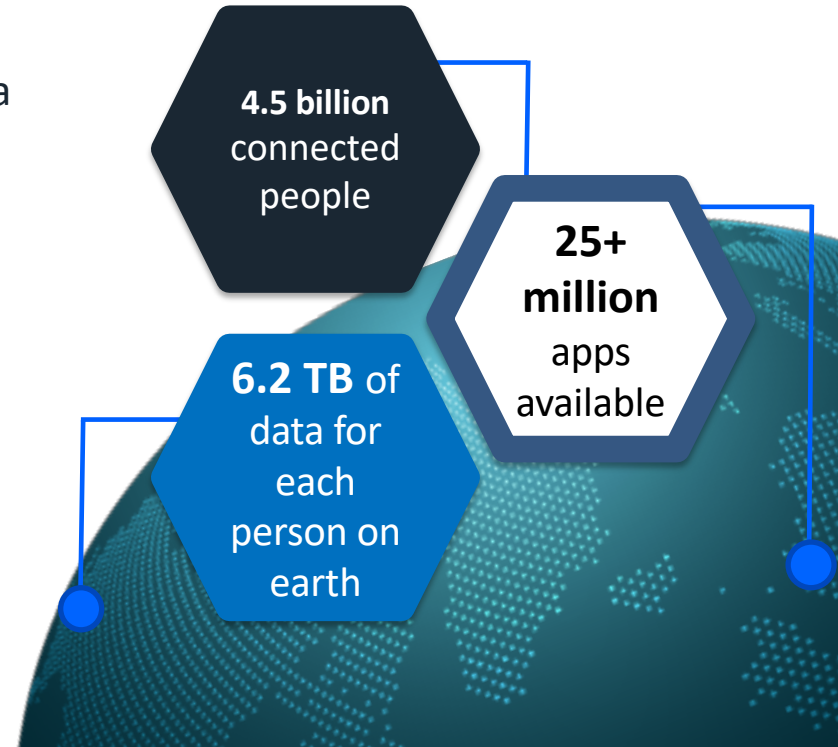 a
4.5 billion
connected
people
25+
million
apps
available
6.2 TB of
data for
each
person on
earth